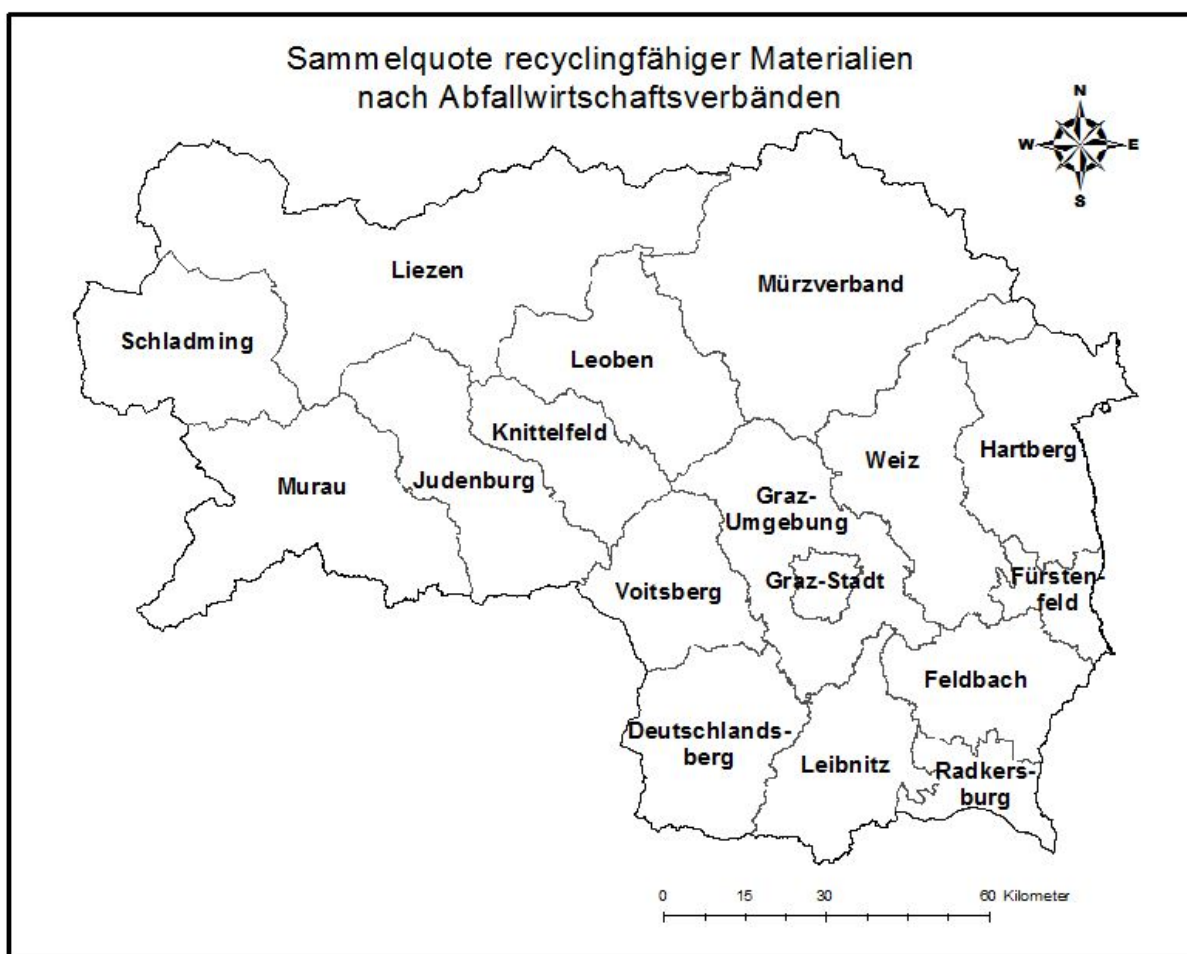 Sammelquote recyclingfähiger Materialien
nach Abfallwirtschaftsverbänden
N
W
E
S
Liezen
Mürzverband
Schladming
Leoben
Knittelfeld
Hartberg
Weiz
Murau
Judenburg
Graz-
Umgebung
Graz-Stadt
Voitsberg
Fürsten-
feld
Feldbach
Deutschlands-
berg
Leibnitz
Radkers-
burg
0 15 30 60 Kilometer